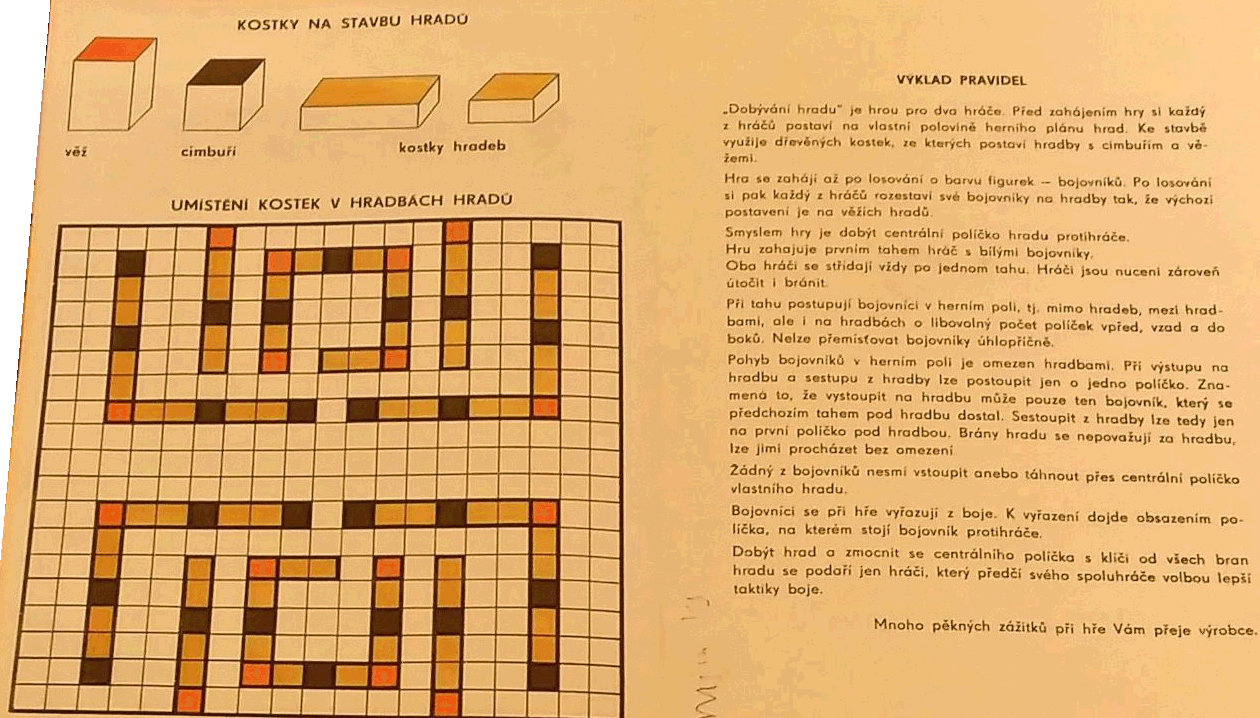 KOSTKY NA STAVBU HRADŮ
věž
cimbuří
kostky hradeb
UMÍSTĚNÍ KOSTEK V HRADBÁCH HRADŮ
VÝKLAD PRAVIDEL
„Dobývání hradu“ je hrou pro dva hráče. Před zahájením hry si každý
z hráčů postaví na vlastní polovině herního plánu hrad. Ke stavbě
využije dřevěných kostek, ze kterých postaví hradby s cimbuřím a vě-
žemi.
Hra se zahájí až po losování o barvu figurek – bojovníků. Po losování
si pak každý z hráčů rozestaví své bojovníky na hradby tak, že výchozí
postavení je na věžích hradů.
Smyslem hry je dobýt centrální políčko hradu protihráče.
Hru zahajuje prvním tahem hráč s bílými bojovníky.
Oba hráči se střídají vždy po jednom tahu. Hráči jsou nuceni zároveň
útočit i bránit.
Při tahu postupují bojovníci v herním poli, tj. mimo hradeb, mezi hrad-
bami, ale i na hradbách o libovolný počet políček vpřed, vzad a do
boků. Nelze přemisťovat bojovníky úhlopříčně.
Pohyb bojovníků v herním poli je omezen hradbami. Při výstupu na
hradbu a sestupu z hradby lze postoupit jen o jedno políčko. Zna-
mená to, že vystoupit na hradbu může pouze ten bojovník, který se
předchozím tahem pod hradbu dostal. Sestoupit z hradby lze tedy jen
na první políčko pod hradbou. Brány hradu se nepovažují za hradbu,
lze jimi procházet bez omezení
Žádný z bojovníků nesmí vstoupit anebo táhnout přes centrální políčko
vlastního hradu.
Bojovníci se při hře vyřazují z boje. K vyřazení dojde obsazením po-
líčka, na kterém stojí bojovník protihráče.
Dobýt hrad a zmocnit se centrálního políčka s klíči od všech bran
hradu se podaří jen hráči, který předčí svého spoluhráče volbou lepší
taktiky boje.
Mnoho pěkných zážitků při hře Vám přeje výrobce.